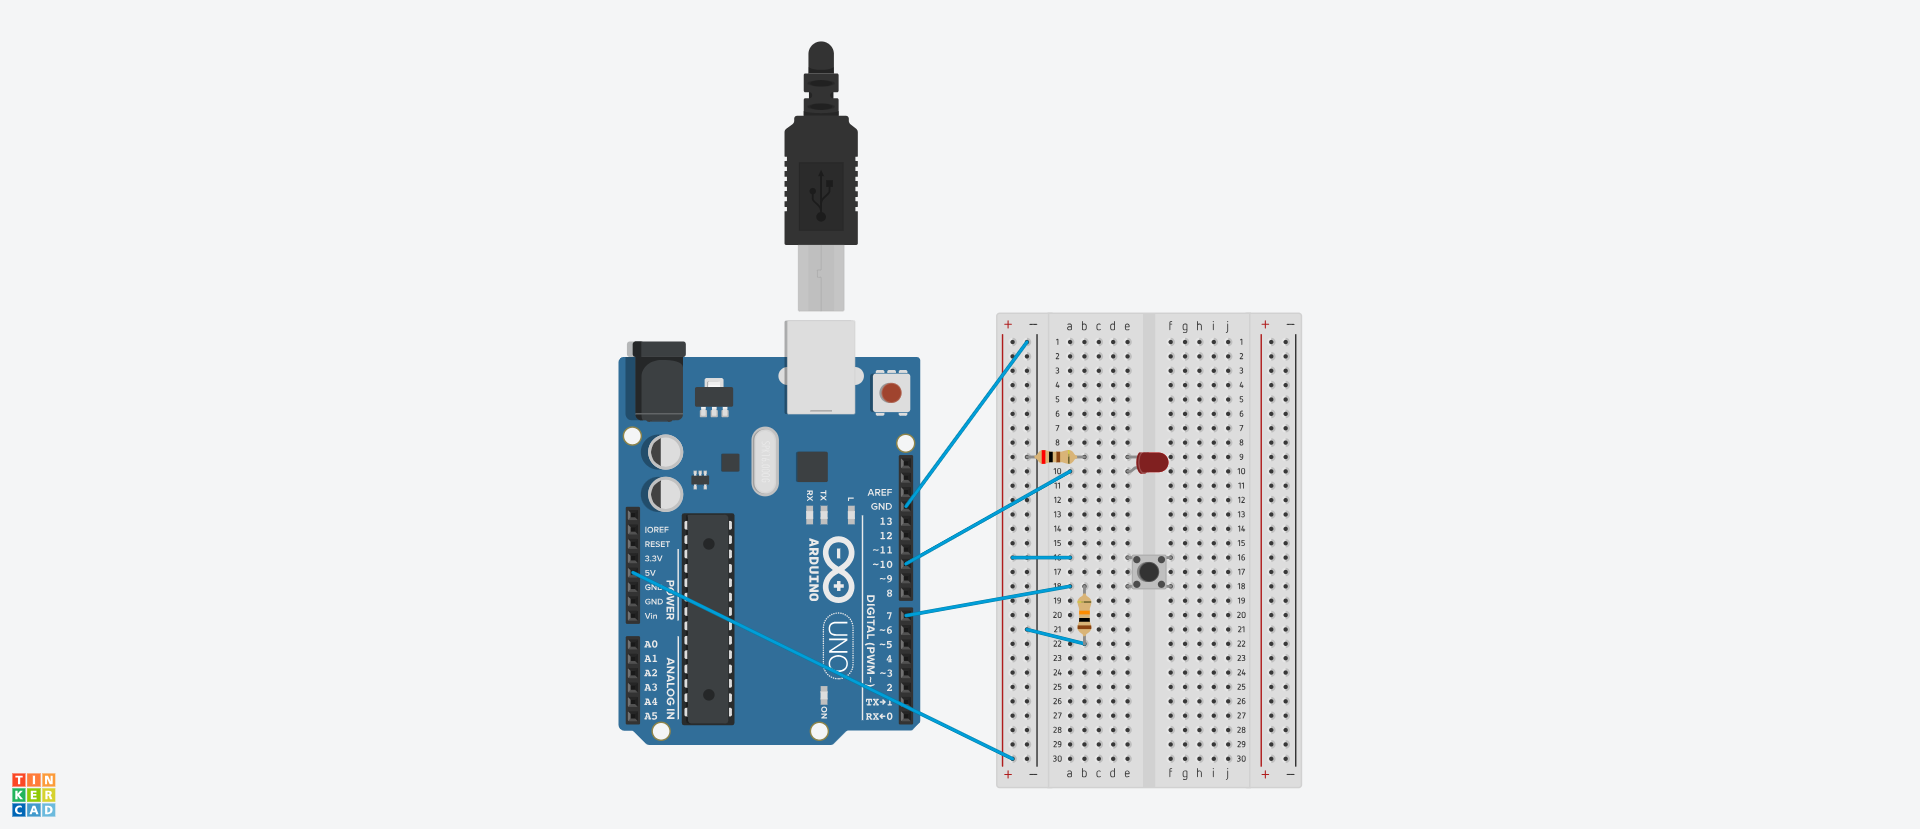 + − a b c d e f g h i j + −
1 1
2 2
3 3
4 4
5 5
6 6
7 7
8 8
9 9
10 10
11 11
12 12
13 13
14 14
15 15
16 16
17 17
18 18
19 19
20 20
21 21
22 22
23 23
24 24
25 25
26 26
27 27
28 28
29 29
30 30
+ − a b c d e f g h i j + −
AREF
GND
13
12
~11
~10
~9
8
7
~6
~5
4
~3
2
TX→1
RX←0
DIGITAL (PWM~)
RX
TX
L
ARDUINO
UNO
ON
IOREF
RESET
3.3V
5V
GND
GND
Vin
POWER
A0
A1
A2
A3
A4
A5
ANALOG IN
TIN
KER
CAD